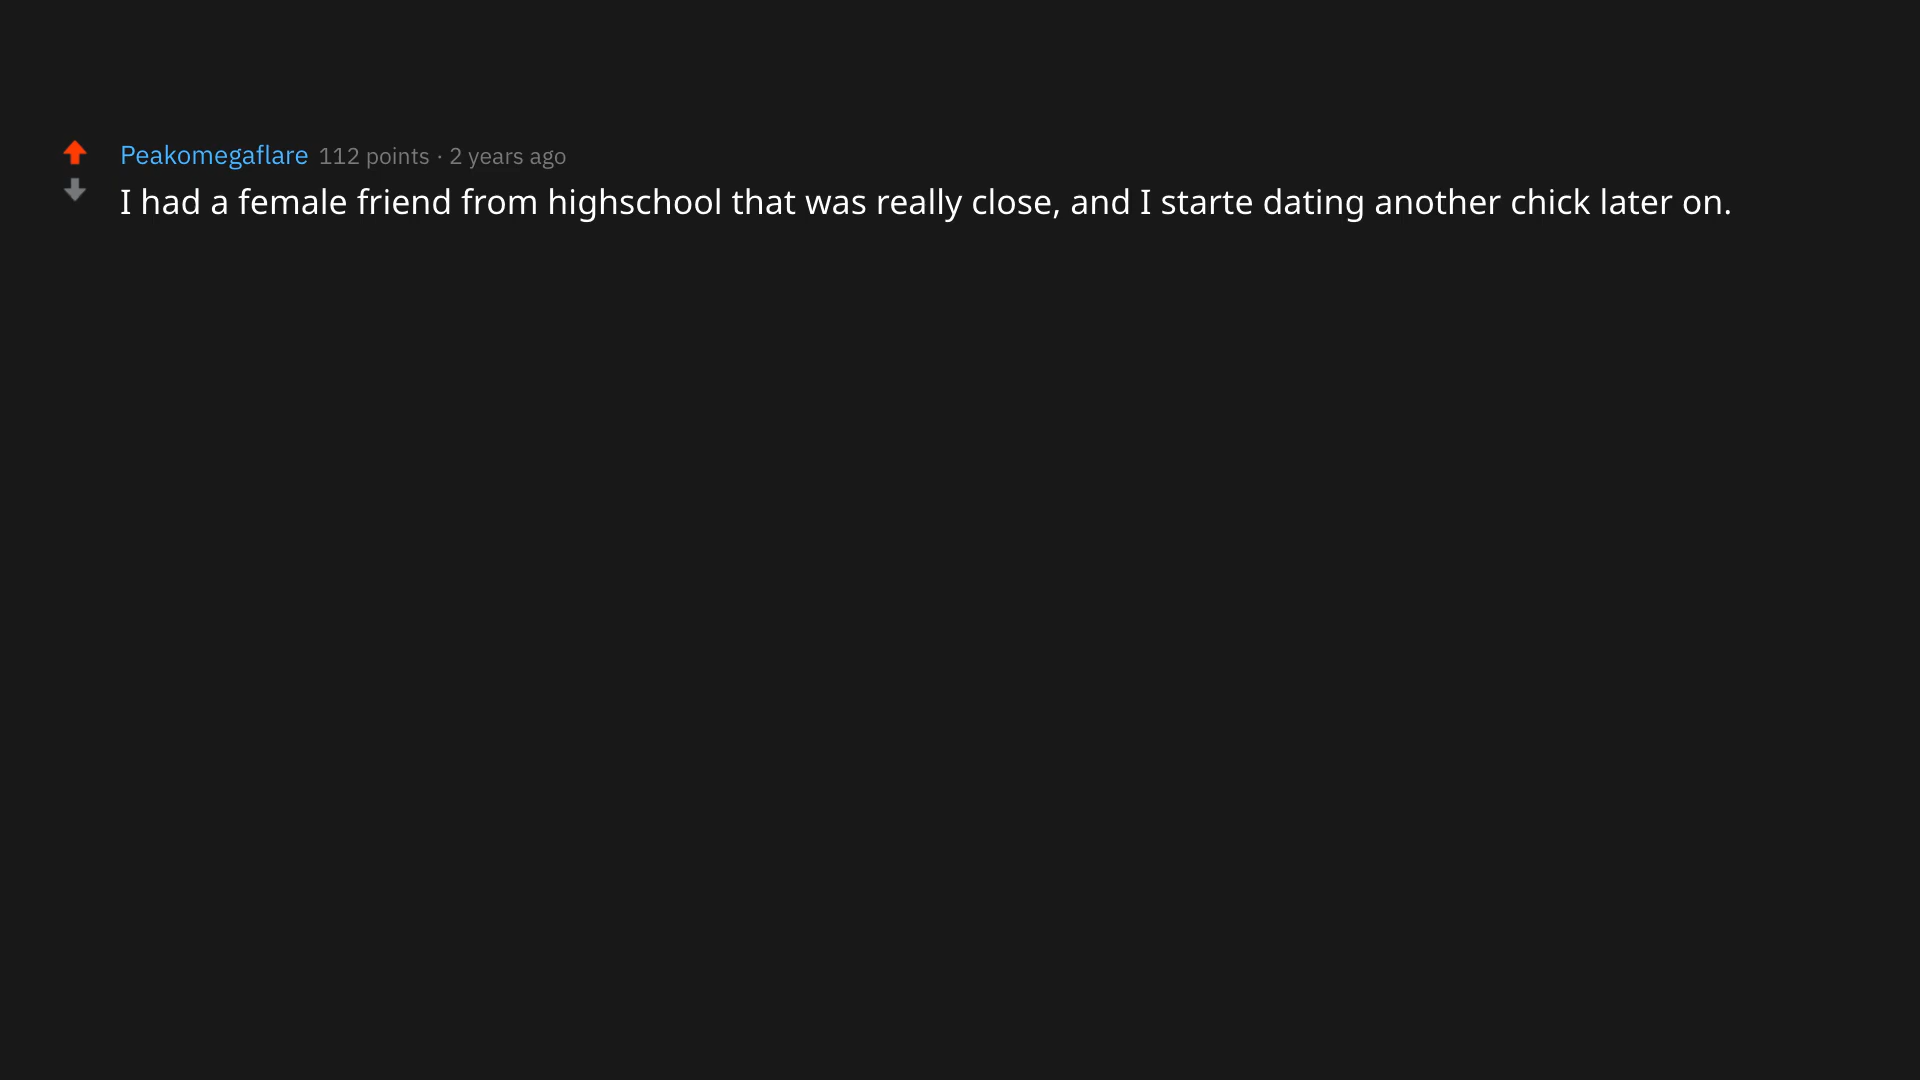 Peakomegaflare 112 points · 2 years ago
I had a female friend from highschool that was really close, and I starte dating another chick later on.